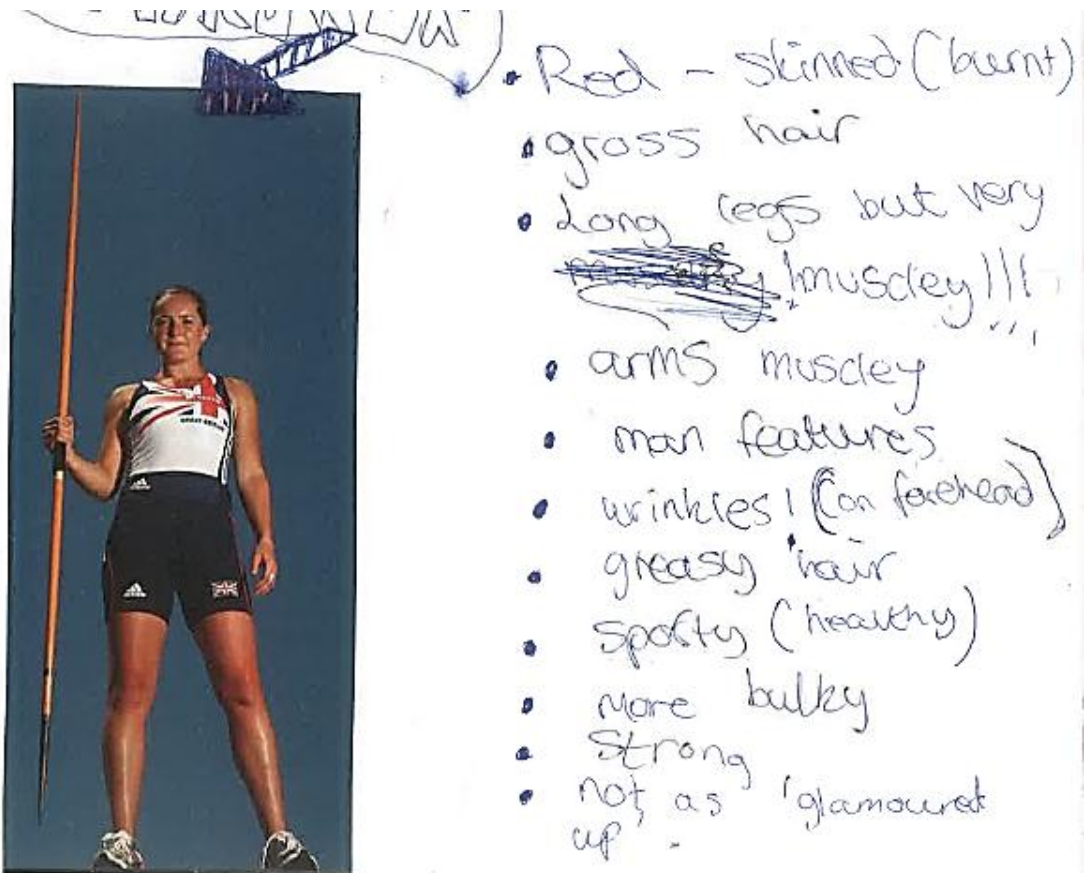 • Red - skinned (burnt)
• gross hair
• Long legs but very
!muscley!!!
• arms muscley
• man features
• wrinkles! (on forehead)
• greasy hair
• Sporty (healthy)
• More bulky
• Strong
• not as 'glamoured
up'.